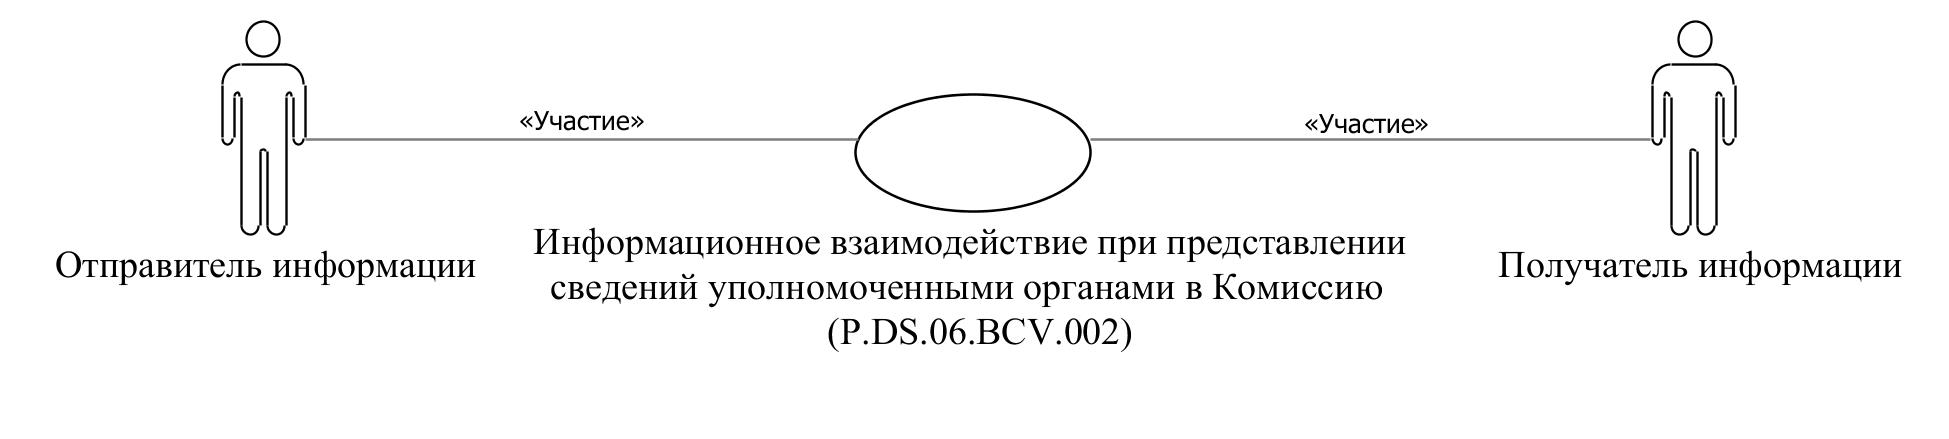 «Участие»
«Участие»
Отправитель информации
Информационное взаимодействие при представлении
сведений уполномоченными органами в Комиссию
(P.DS.06.BCV.002)
Получатель информации